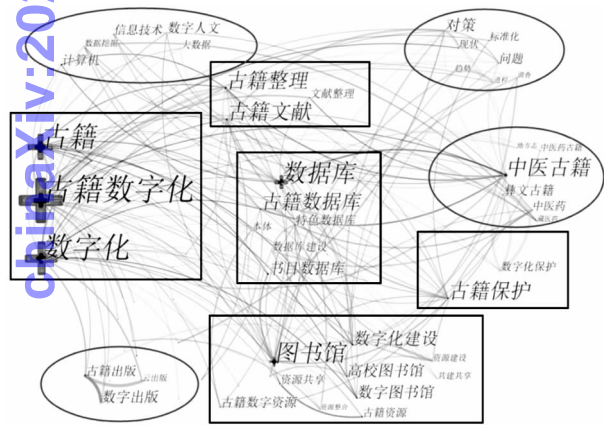 信息技术
数字人文
数据挖掘
大数据
计算机
对策
标准化
现状
问题
趋势
古籍整理
文献整理
古籍文献
古籍
古籍数字化
数字化
数据库
古籍数据库
特色数据库
本体
数据库建设
书目数据库
中医药古籍
中医古籍
彝文古籍
中医药
藏医药
数字化保护
古籍保护
图书馆
数字化建设
资源建设
高校图书馆
共建共享
资源共享
数字图书馆
古籍数字资源
资源整合
古籍资源
古籍出版
云出版
数字出版
chinaXiv:202